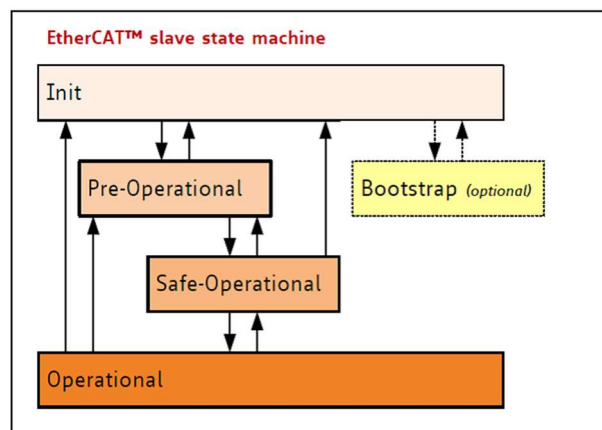 EtherCAT™ slave state machine
Init
Pre-Operational
Bootstrap (optional)
Safe-Operational
Operational